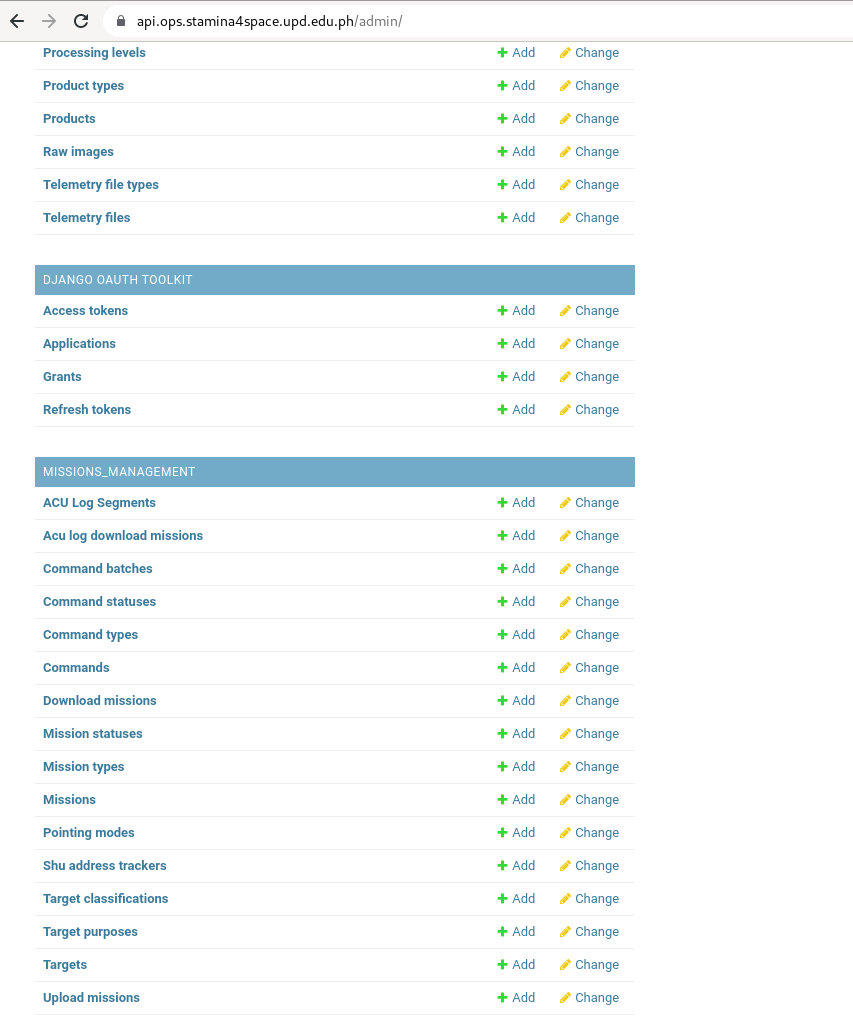 api.ops.stamina4space.upd.edu.ph/admin/
Processing levels Add Change
Product types Add Change
Products Add Change
Raw images Add Change
Telemetry file types Add Change
Telemetry files Add Change
DJANGO OAUTH TOOLKIT
Access tokens Add Change
Applications Add Change
Grants Add Change
Refresh tokens Add Change
MISSIONS_MANAGEMENT
ACU Log Segments Add Change
Acu log download missions Add Change
Command batches Add Change
Command statuses Add Change
Command types Add Change
Commands Add Change
Download missions Add Change
Mission statuses Add Change
Mission types Add Change
Missions Add Change
Pointing modes Add Change
Shu address trackers Add Change
Target classifications Add Change
Target purposes Add Change
Targets Add Change
Upload missions Add Change